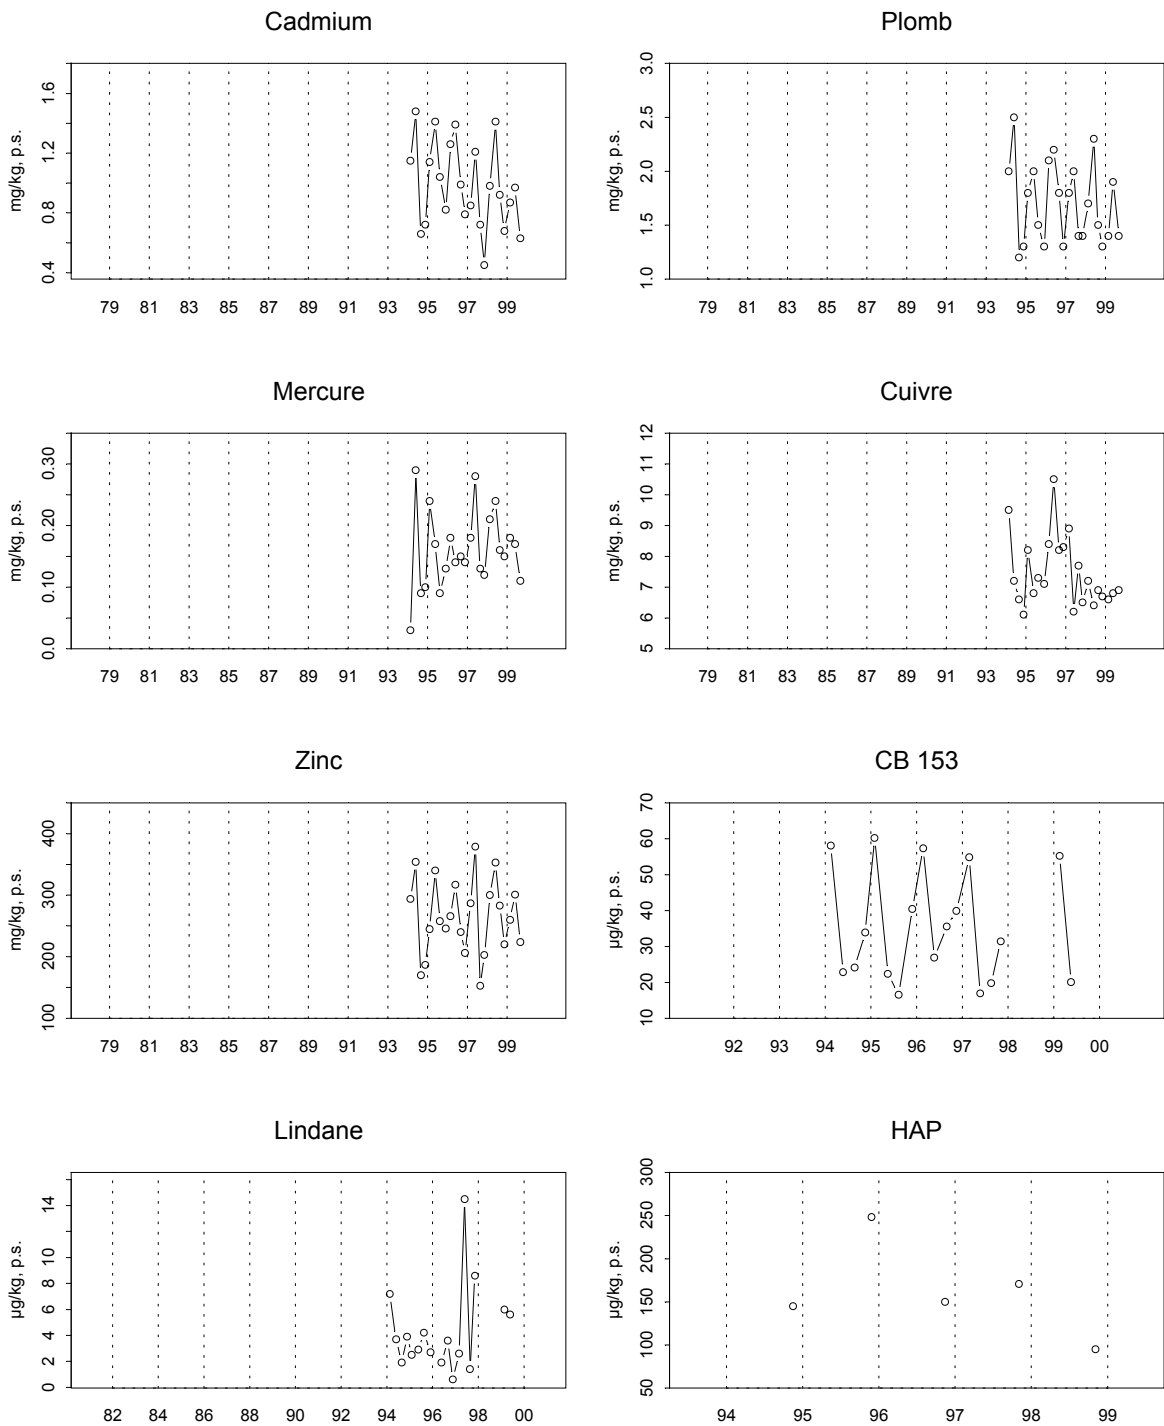 Cadmium
mg/kg, p.s.
1.6
1.2
0.8
0.4
79 81 83 85 87 89 91 93 95 97 99
Plomb
mg/kg, p.s.
3.0
2.5
2.0
1.5
1.0
79 81 83 85 87 89 91 93 95 97 99
Mercure
mg/kg, p.s.
0.30
0.20
0.10
0.0
79 81 83 85 87 89 91 93 95 97 99
Cuivre
mg/kg, p.s.
12
11
10
9
8
7
6
5
79 81 83 85 87 89 91 93 95 97 99
Zinc
mg/kg, p.s.
400
300
200
100
79 81 83 85 87 89 91 93 95 97 99
CB 153
µg/kg, p.s.
70
60
50
40
30
20
10
92 93 94 95 96 97 98 99 00
Lindane
µg/kg, p.s.
14
10
8
6
4
2
0
82 84 86 88 90 92 94 96 98 00
HAP
µg/kg, p.s.
300
250
200
150
100
50
94 95 96 97 98 99